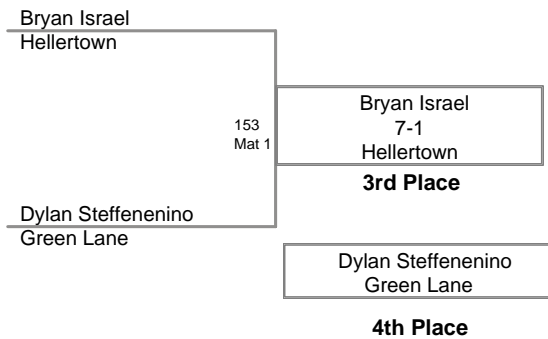 Bryan Israel
Hellertown
153
Mat 1
Bryan Israel
7-1
Hellertown
3rd Place
Dylan Steffenenino
Green Lane
Dylan Steffenenino
Green Lane
4th Place